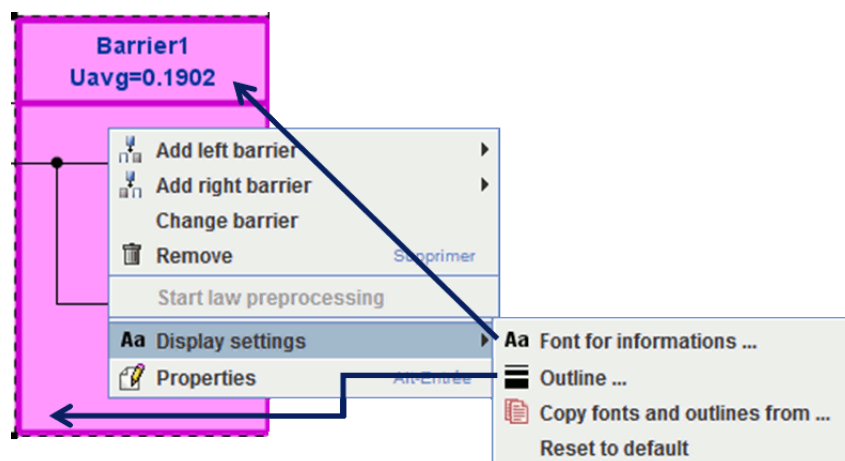 Barrier1
Uavg=0.1902
Add left barrier
Add right barrier
Change barrier
Remove Supprimer
Start law preprocessing
Aa Display settings
Properties Alt-Entrée
Aa Font for informations ...
Outline ...
Copy fonts and outlines from ...
Reset to default